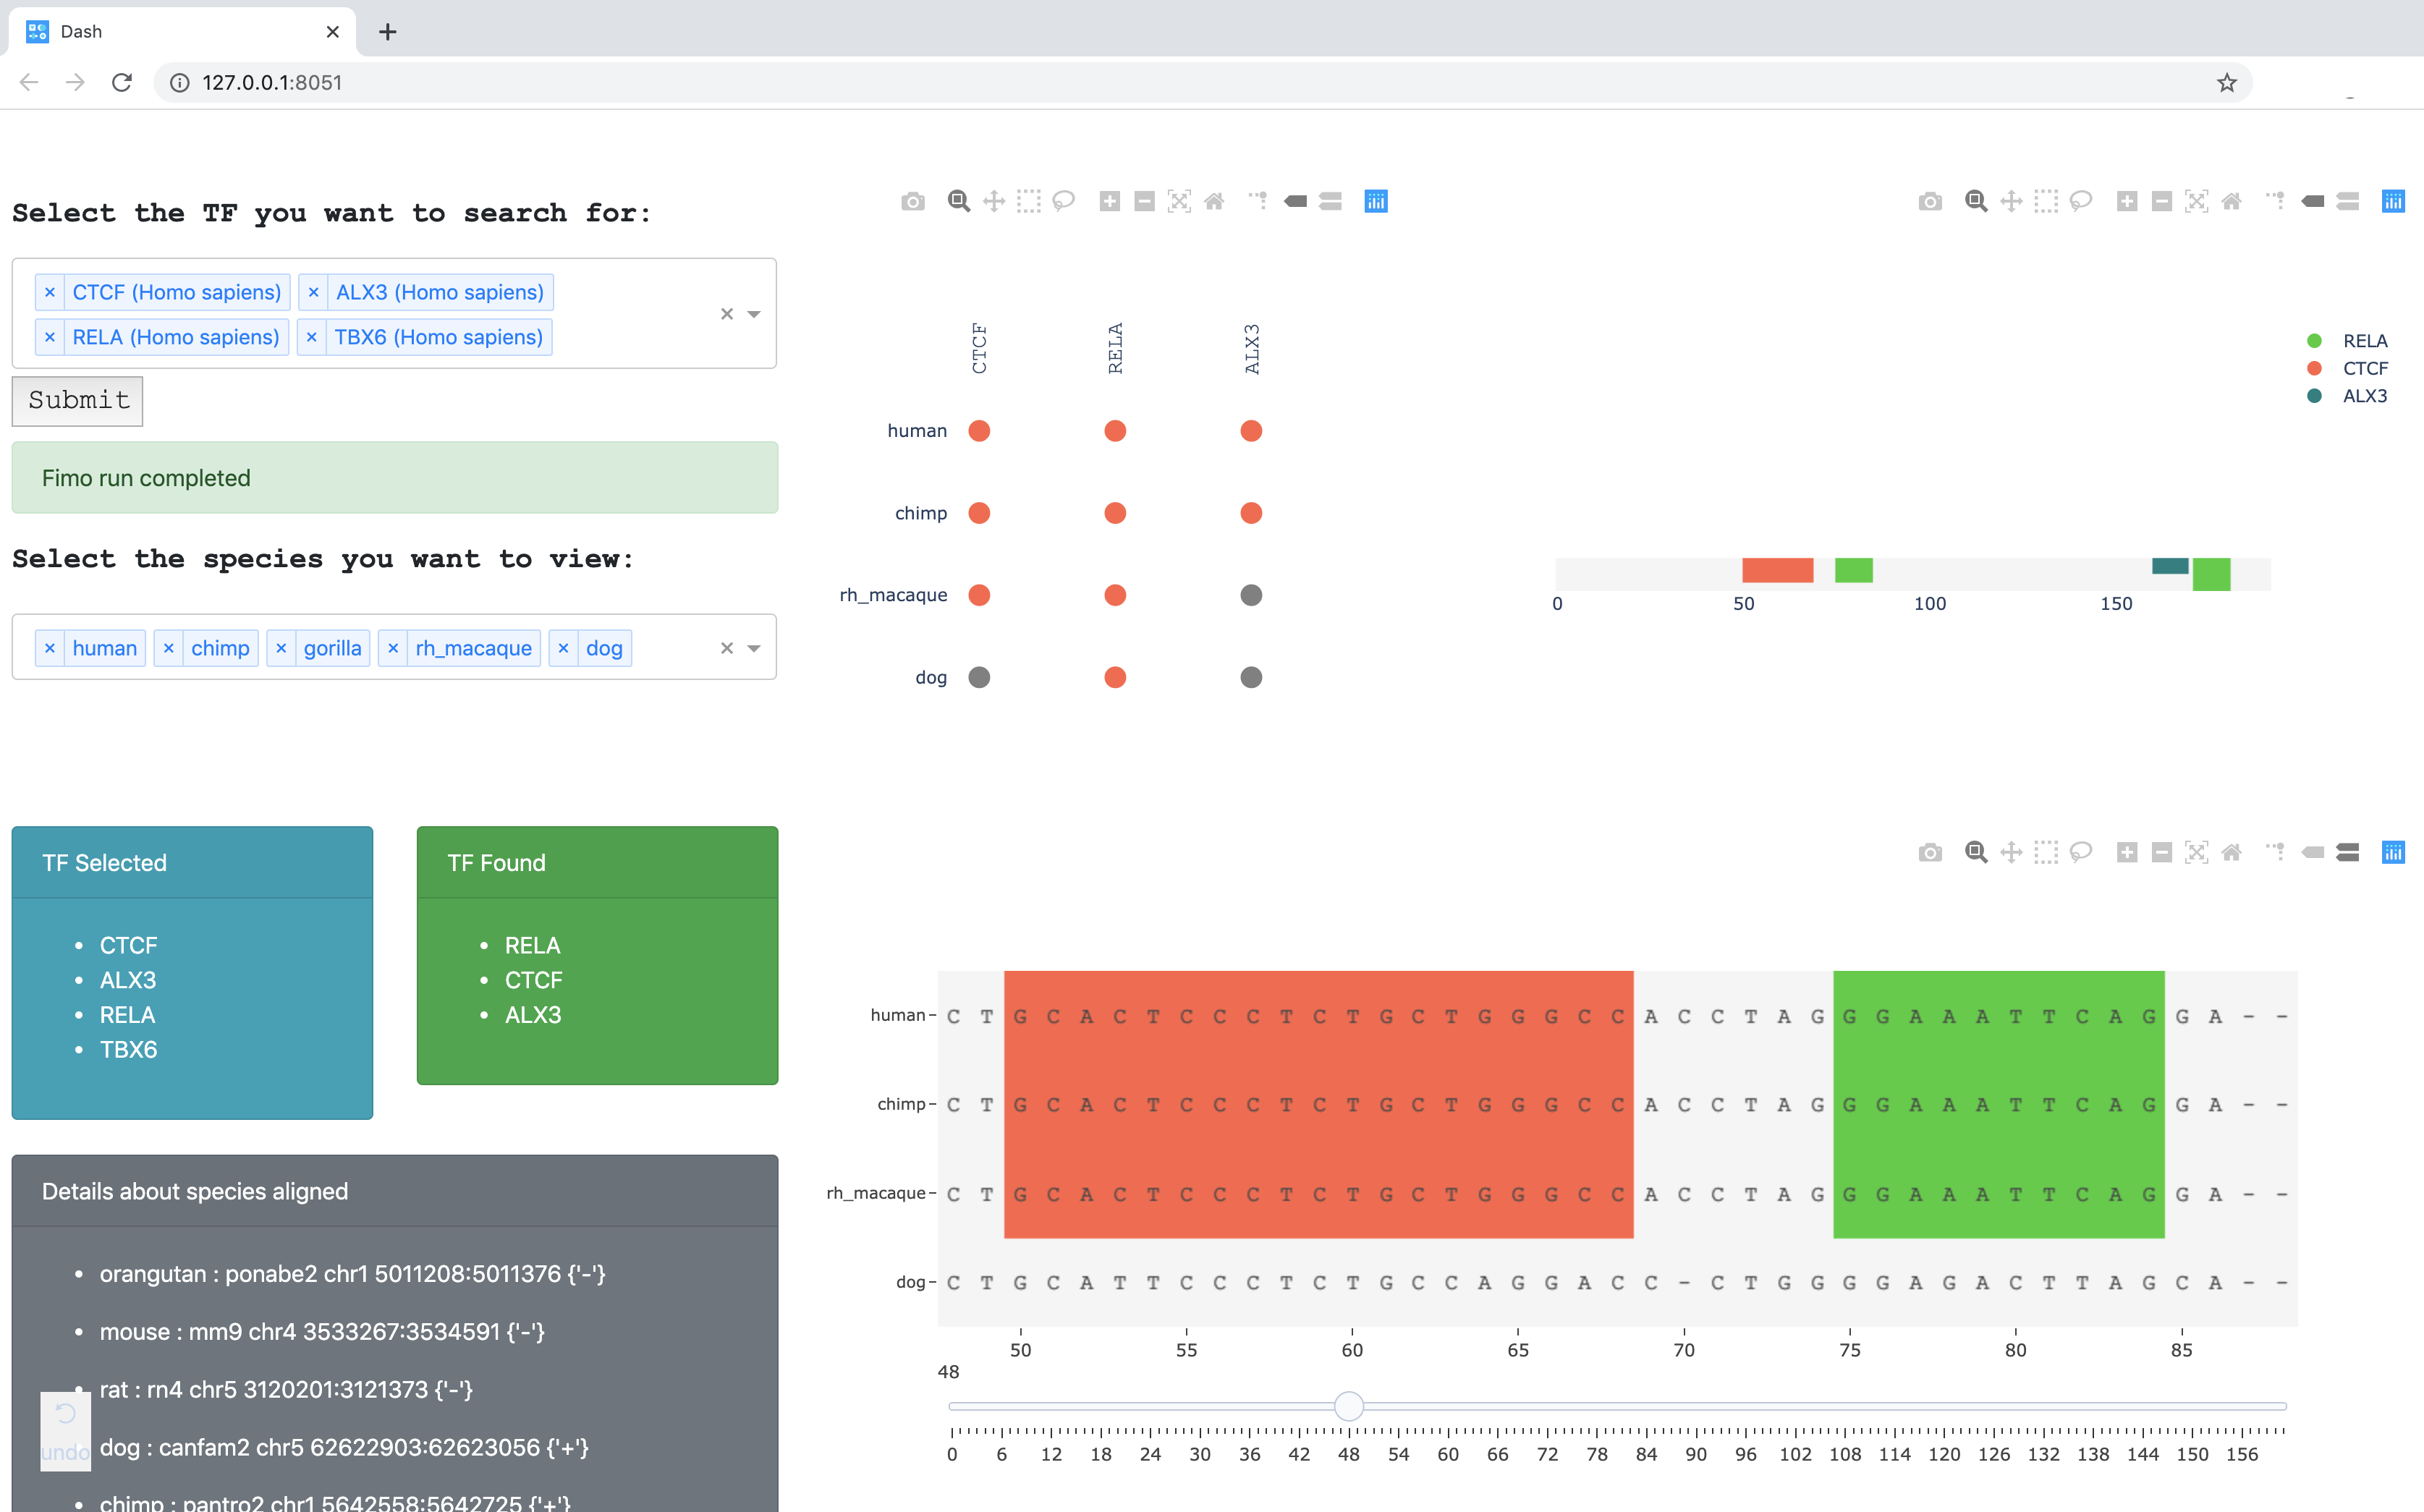 Dash
127.0.0.1:8051
Select the TF you want to search for:
× CTCF (Homo sapiens) × ALX3 (Homo sapiens)
× RELA (Homo sapiens) × TBX6 (Homo sapiens)
Submit
Fimo run completed
Select the species you want to view:
× human × chimp × gorilla × rh_macaque × dog
TF Selected
CTCF
ALX3
RELA
TBX6
TF Found
RELA
CTCF
ALX3
Details about species aligned
orangutan : ponabe2 chr1 5011208:5011376 {'-'}
mouse : mm9 chr4 3533267:3534591 {'-'}
rat : rn4 chr5 3120201:3121373 {'-'}
dog : canfam2 chr5 62622903:62623056 {'+'}
chimp : pantro2 chr1 5642558:5642725 {'+'}
undo
CTCF RELA ALX3
human
chimp
rh_macaque
dog
RELA
CTCF
ALX3
0 50 100 150
human C T G C A C T C C C T C T G C T G G G C C A C C T A G G G A A A T T C A G G A - -
chimp C T G C A C T C C C T C T G C T G G G C C A C C T A G G G A A A T T C A G G A - -
rh_macaque C T G C A C T C C C T C T G C T G G G C C A C C T A G G G A A A T T C A G G A - -
dog C T G C A T T C C C T C T G C C A G G A C C - C T G G G G A G A C T T A G C A - -
50 55 60 65 70 75 80 85
48
0 6 12 18 24 30 36 42 48 54 60 66 72 78 84 90 96 102 108 114 120 126 132 138 144 150 156